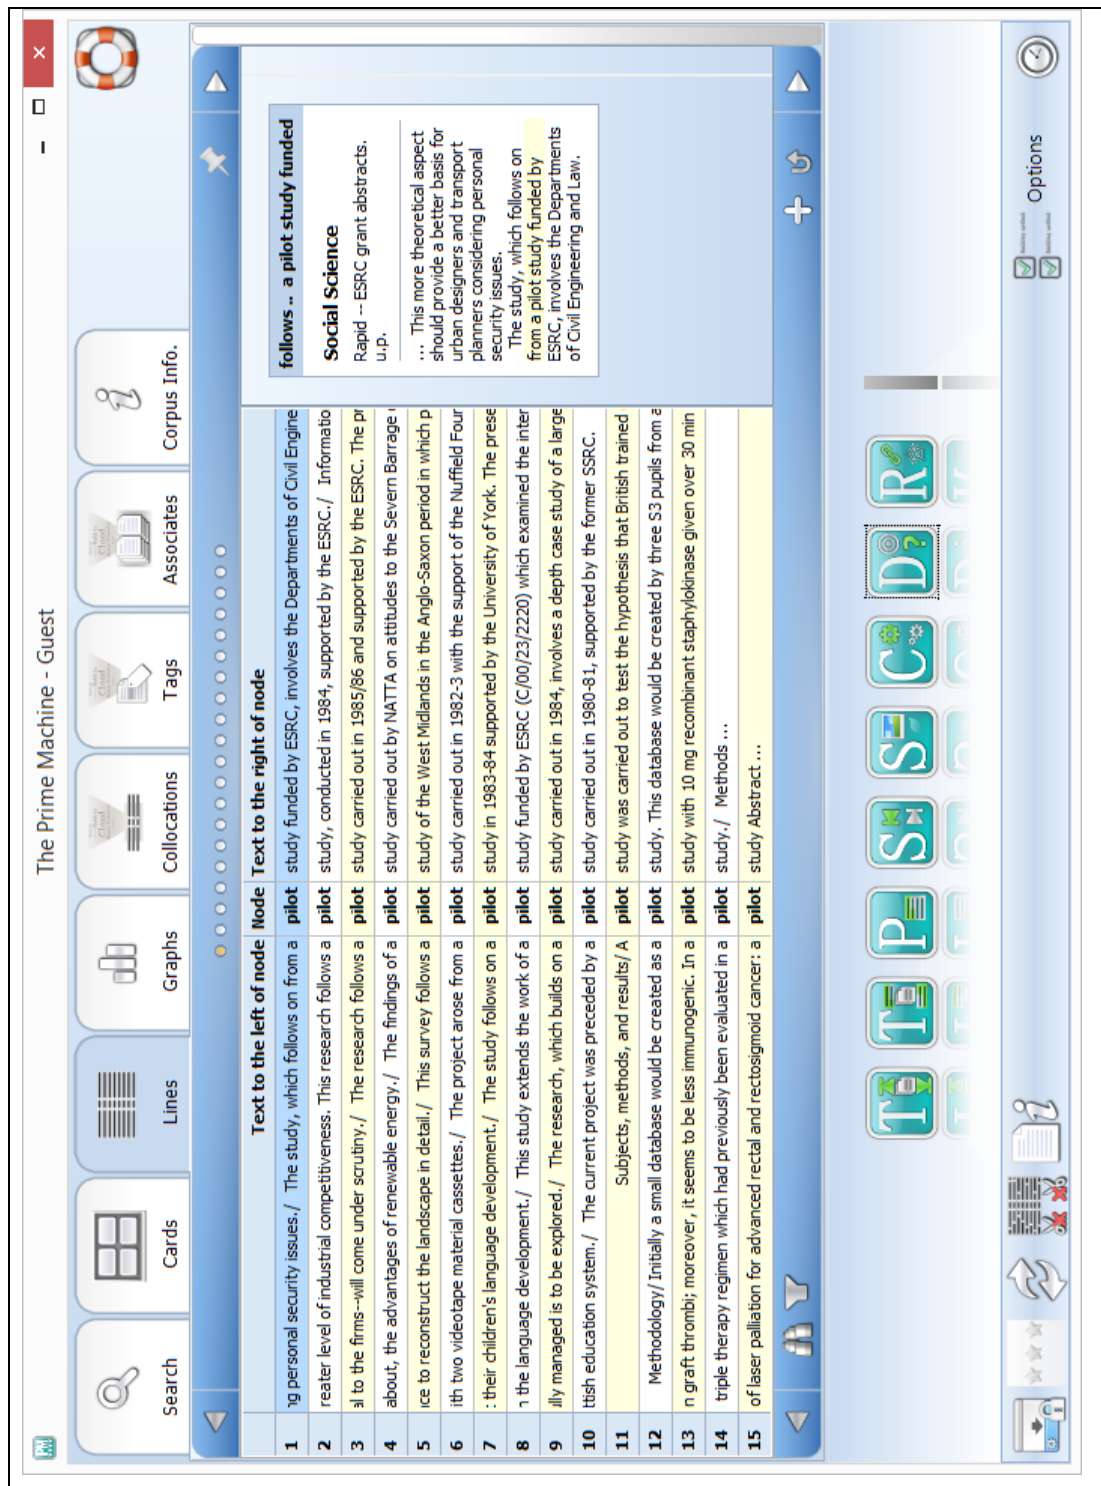 The Prime Machine - Guest
Search
Cards
Lines
Graphs
Collocations
Tags
Associates
Corpus Info.
Text to the left of node Node Text to the right of node
1 ng personal security issues./ The study, which follows on from a pilot study funded by ESRC, involves the Departments of Civil Engine
2 reater level of industrial competitiveness. This research follows a pilot study, conducted in 1984, supported by the ESRC./ Informatio
3 al to the firms--will come under scrutiny./ The research follows a pilot study carried out in 1985/86 and supported by the ESRC. The pr
4 about, the advantages of renewable energy./ The findings of a pilot study carried out by NATTA on attitudes to the Severn Barrage
5 ice to reconstruct the landscape in detail./ This survey follows a pilot study of the West Midlands in the Anglo-Saxon period in which p
6 ith two videotape material cassettes./ The project arose from a pilot study carried out in 1982-3 with the support of the Nuffield Four
7 : their children's language development./ The study follows on a pilot study in 1983-84 supported by the University of York. The prese
8 n the language development./ This study extends the work of a pilot study funded by ESRC (C/00/23/2220) which examined the inter
9 lly managed is to be explored./ The research, which builds on a pilot study carried out in 1984, involves a depth case study of a large
10 ttish education system./ The current project was preceded by a pilot study carried out in 1980-81, supported by the former SSRC.
11 Subjects, methods, and results/ A pilot study was carried out to test the hypothesis that British trained
12 Methodology/ Initially a small database would be created as a pilot study. This database would be created by three S3 pupils from a
13 n graft thrombi; moreover, it seems to be less immunogenic. In a pilot study with 10 mg recombinant staphylokinase given over 30 min
14 triple therapy regimen which had previously been evaluated in a pilot study./ Methods ...
15 of laser palliation for advanced rectal and rectosigmoid cancer: a pilot study Abstract ...
follows .. a pilot study funded
Social Science
Rapid -- ESRC grant abstracts.
u.p.
... This more theoretical aspect
should provide a better basis for
urban designers and transport
planners considering personal
security issues.
The study, which follows on
from a pilot study funded by
ESRC, involves the Departments
of Civil Engineering and Law.
T
T
P
S
S
C
D
R
Options